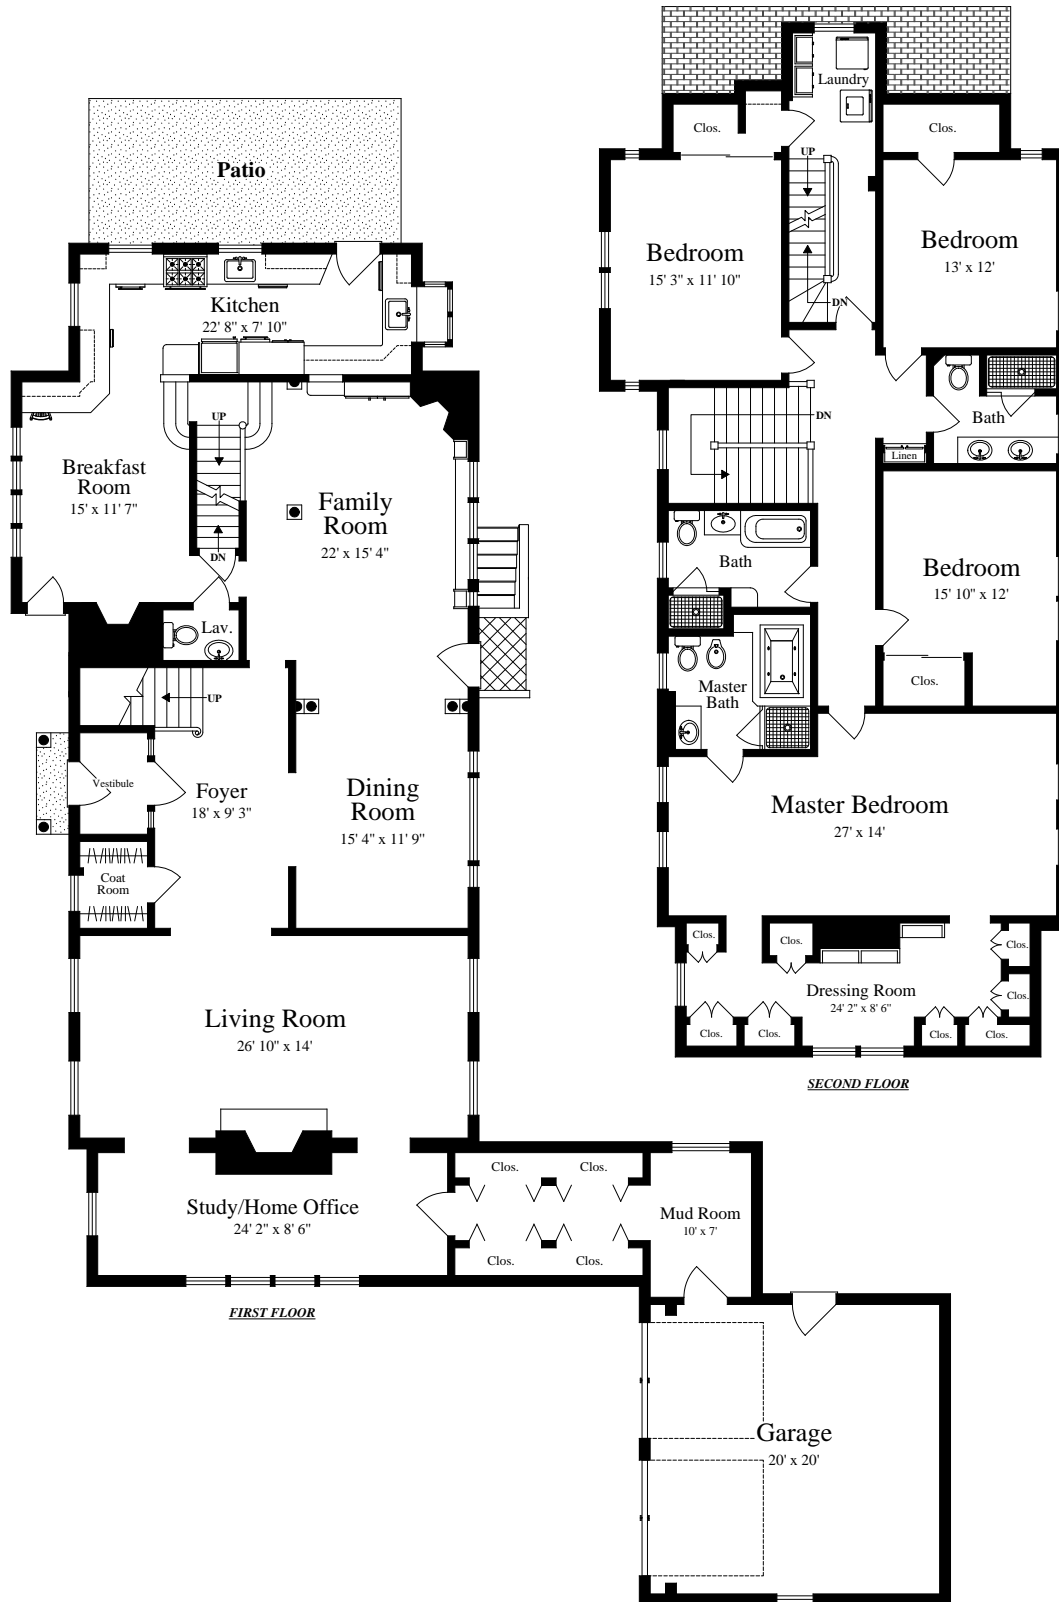 Patio
Kitchen
22' 8" x 7' 10"
UP
Breakfast
Room
15' x 11' 7"
Family
Room
22' x 15' 4"
DN
Lav.
UP
Vestibule
Foyer
18' x 9' 3"
Dining
Room
15' 4" x 11' 9"
Coat
Room
Living Room
26' 10" x 14'
Study/Home Office
24' 2" x 8' 6"
Clos.
Clos.
Clos.
Clos.
Mud Room
10' x 7'
FIRST FLOOR
Garage
20' x 20'
Laundry
Clos.
Clos.
UP
Bedroom
15' 3" x 11' 10"
Bedroom
13' x 12'
DN
DN
Bath
Linen
Bath
Bedroom
15' 10" x 12'
Clos.
Master
Bath
Master Bedroom
27' x 14'
Clos.
Clos.
Clos.
Dressing Room
24' 2" x 8' 6"
Clos.
Clos.
Clos.
Clos.
Clos.
SECOND FLOOR